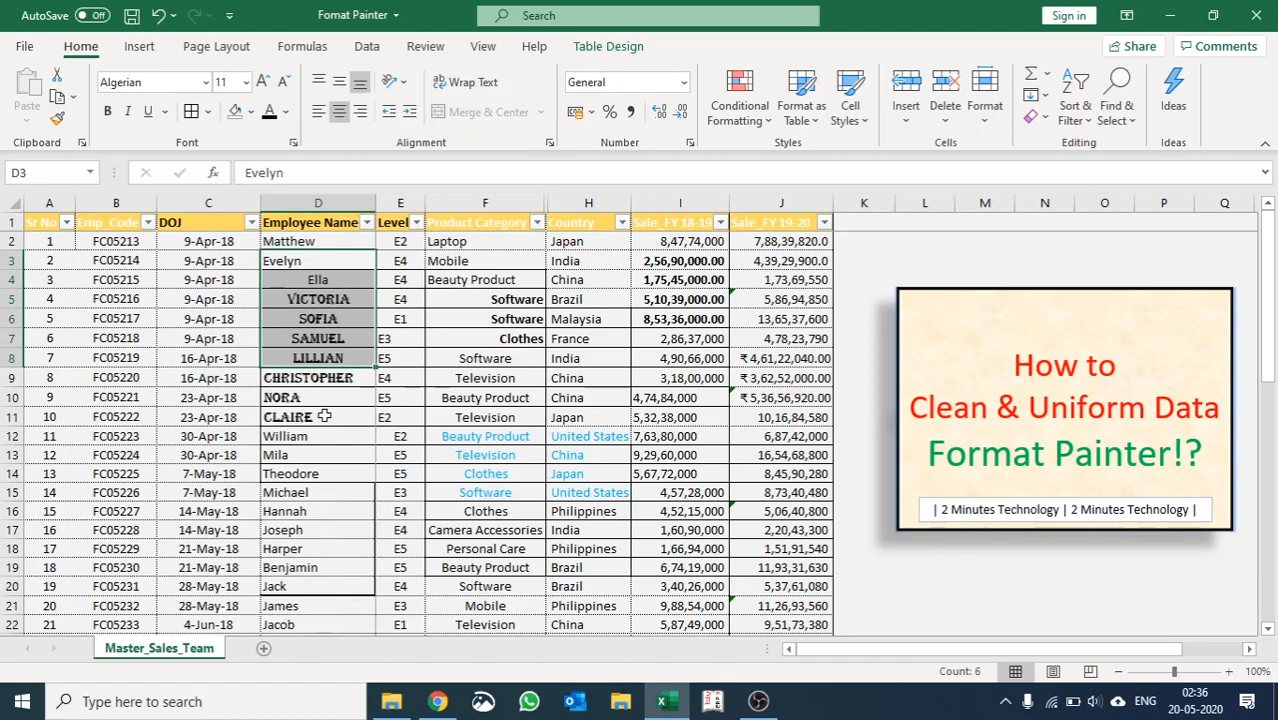 AutoSave Off Format Painter Search Sign in
File Home Insert Page Layout Formulas Data Review View Help Table Design Share Comments
Paste Algerian 11 Wrap Text General Conditional Formatting Format as Table Cell Styles Insert Delete Format Sort & Filter Find & Select Ideas
B I U Merge & Center
Clipboard Font Alignment Number Styles Cells Editing Ideas
D3 fx Evelyn
A B C D E F H I J K L M N O P Q
1 Sr No Emp_Code DOJ Employee Name Level Product Category Country Sale_FY 18-19 Sale_FY 19-20
2 1 FC05213 9-Apr-18 Matthew E2 Laptop Japan 8,47,74,000 7,88,39,820.0
3 2 FC05214 9-Apr-18 Evelyn E4 Mobile India 2,56,90,000.00 4,39,29,900.0
4 3 FC05215 9-Apr-18 Ella E4 Beauty Product China 1,75,45,000.00 1,73,69,550
5 4 FC05216 9-Apr-18 VICTORIA E4 Software Brazil 5,10,39,000.00 5,86,94,850
6 5 FC05217 9-Apr-18 SOFIA E1 Software Malaysia 8,53,36,000.00 13,65,37,600
7 6 FC05218 9-Apr-18 SAMUEL E3 Clothes France 2,86,37,000 4,78,23,790
8 7 FC05219 16-Apr-18 LILLIAN E5 Software India 4,90,66,000 ₹ 4,61,22,040.00
9 8 FC05220 16-Apr-18 CHRISTOPHER E4 Television China 3,18,00,000 ₹ 3,62,52,000.00
10 9 FC05221 23-Apr-18 NORA E5 Beauty Product China 4,74,84,000 ₹ 5,36,56,920.00
11 10 FC05222 23-Apr-18 CLAIRE E2 Television Japan 5,32,38,000 10,16,84,580
12 11 FC05223 30-Apr-18 William E2 Beauty Product United States 7,63,80,000 6,87,42,000
13 12 FC05224 30-Apr-18 Mila E5 Television China 9,29,60,000 16,54,68,800
14 13 FC05225 7-May-18 Theodore E5 Clothes Japan 5,67,72,000 8,45,90,280
15 14 FC05226 7-May-18 Michael E3 Software United States 4,57,28,000 8,73,40,480
16 15 FC05227 14-May-18 Hannah E4 Clothes Philippines 4,52,15,000 5,06,40,800
17 16 FC05228 14-May-18 Joseph E4 Camera Accessories India 1,60,90,000 2,20,43,300
18 17 FC05229 21-May-18 Harper E5 Personal Care Philippines 1,66,94,000 1,51,91,540
19 18 FC05230 21-May-18 Benjamin E5 Beauty Product Brazil 6,74,19,000 11,93,31,630
20 19 FC05231 28-May-18 Jack E4 Software Brazil 3,40,26,000 5,37,61,080
21 20 FC05232 28-May-18 James E3 Mobile Philippines 9,88,54,000 11,26,93,560
22 21 FC05233 4-Jun-18 Jacob E1 Television China 5,87,49,000 9,51,73,380
How to
Clean & Uniform Data
Format Painter!?
| 2 Minutes Technology | 2 Minutes Technology |
Master_Sales_Team
Count: 6 100%
Type here to search ENG 02:36
20-05-2020